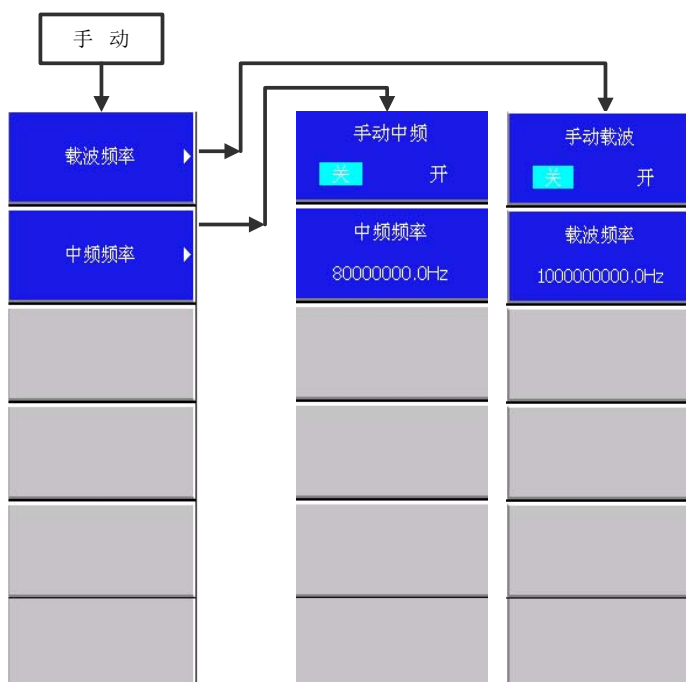 手 动
载波频率
中频频率
手动中频
关 开
中频频率
80000000.0Hz
手动载波
关 开
载波频率
1000000000.0Hz